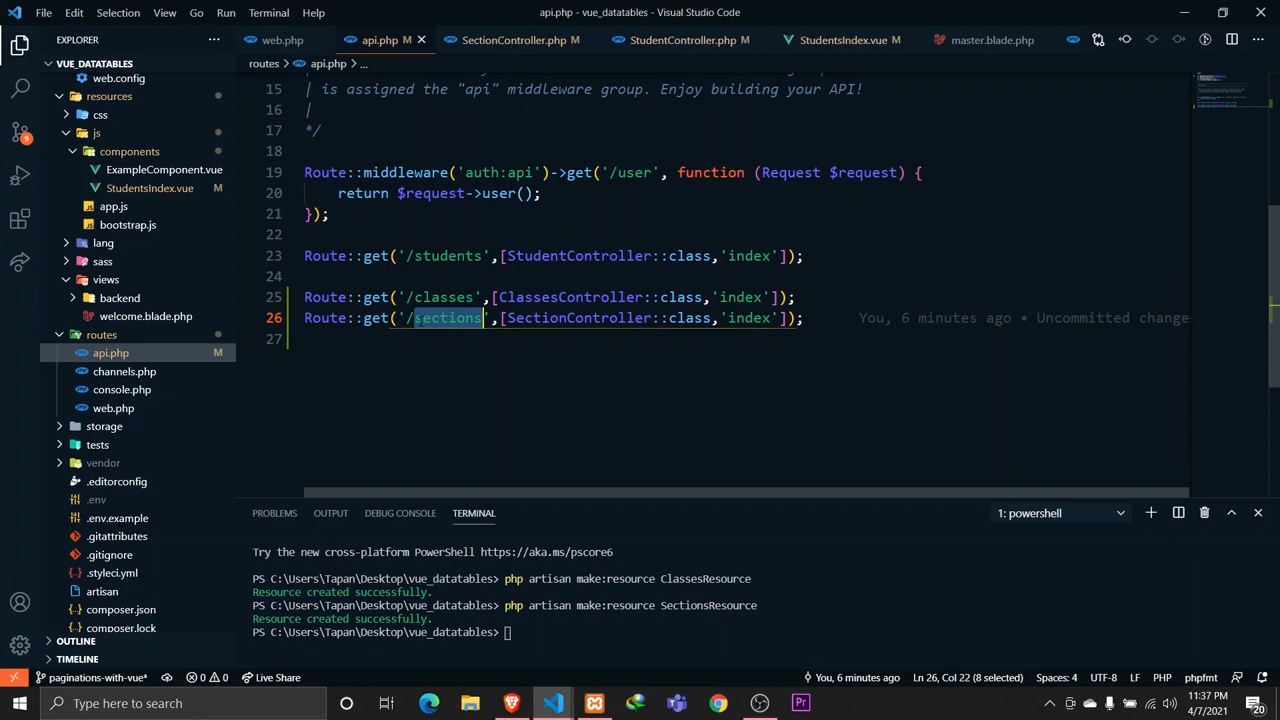 File Edit Selection View Go Run Terminal Help
api.php - vue_datatables - Visual Studio Code
EXPLORER
web.php
api.php M
SectionController.php M
StudentController.php M
StudentsIndex.vue M
master.blade.php
routes > api.php > ...
VUE_DATATABLES
web.config
resources
css
js
components
ExampleComponent.vue
StudentsIndex.vue M
app.js
bootstrap.js
lang
sass
views
backend
welcome.blade.php
routes
api.php M
channels.php
console.php
web.php
storage
tests
vendor
.editorconfig
.env
.env.example
.gitattributes
.gitignore
.styleci.yml
artisan
composer.json
composer.lock
OUTLINE
TIMELINE
15 | is assigned the "api" middleware group. Enjoy building your API!
16 |
17 */
18
19 Route::middleware('auth:api')->get('/user', function (Request $request) {
20 return $request->user();
21 });
22
23 Route::get('/students',[StudentController::class,'index']);
24
25 Route::get('/classes',[ClassesController::class,'index']);
26 Route::get('/sections',[SectionController::class,'index']); You, 6 minutes ago • Uncommitted change
27
PROBLEMS OUTPUT DEBUG CONSOLE TERMINAL
1: powershell
Try the new cross-platform PowerShell https://aka.ms/pscore6
PS C:\Users\Tapan\Desktop\vue_datatables> php artisan make:resource ClassesResource
Resource created successfully.
PS C:\Users\Tapan\Desktop\vue_datatables> php artisan make:resource SectionsResource
Resource created successfully.
PS C:\Users\Tapan\Desktop\vue_datatables>
paginations-with-vue* 0 0 Live Share
You, 6 minutes ago Ln 26, Col 22 (8 selected) Spaces: 4 UTF-8 LF PHP phpfmt
Type here to search
11:37 PM
4/7/2021
20